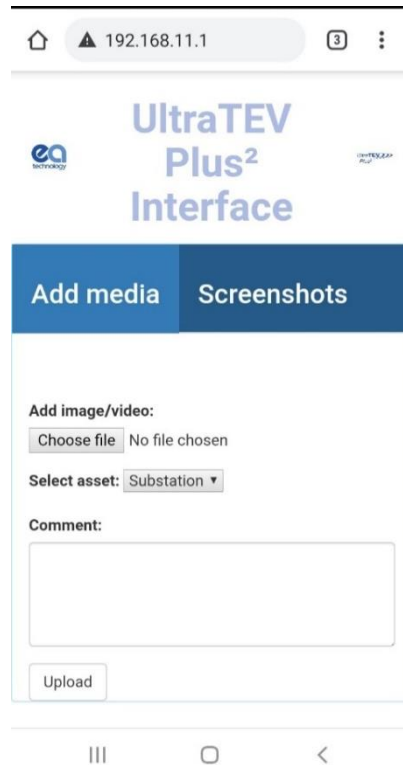 192.168.11.1
3
ea
technology
UltraTEV
Plus²
Interface
Add media
Screenshots
Add image/video:
Choose file No file chosen
Select asset: Substation
Comment:
Upload